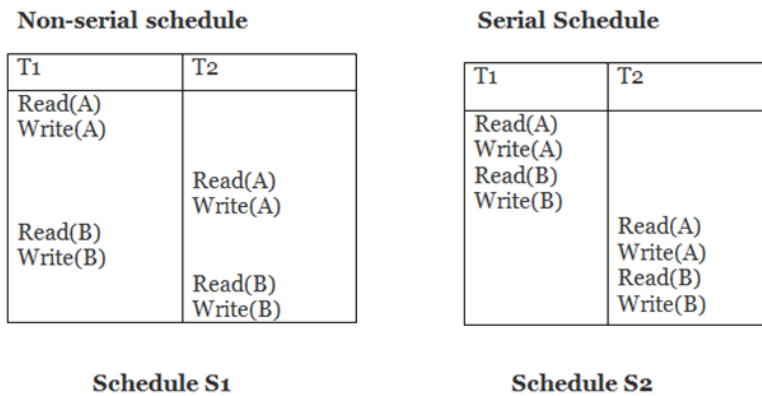 Non-serial schedule
T1 T2
Read(A)
Write(A)
Read(A)
Write(A)
Read(B)
Write(B)
Read(B)
Write(B)
Schedule S1
Serial Schedule
T1 T2
Read(A)
Write(A)
Read(B)
Write(B)
Read(A)
Write(A)
Read(B)
Write(B)
Schedule S2